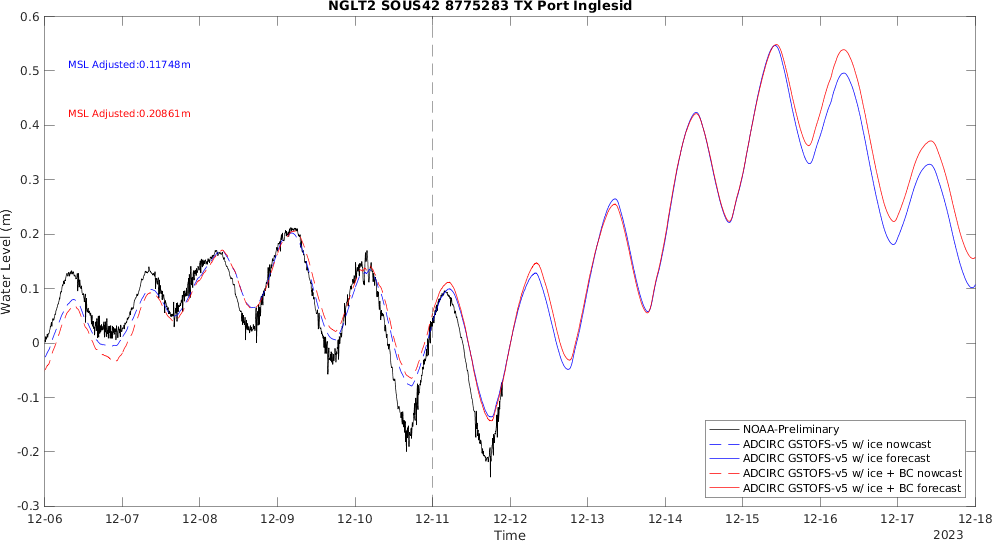 NGLT2 SOUS42 8775283 TX Port Inglesid
0.6
0.5
0.4
0.3
0.2
0.1
0
-0.1
-0.2
-0.3
Water Level (m)
MSL Adjusted:0.11748m
MSL Adjusted:0.20861m
NOAA-Preliminary
ADCIRC GSTOFS-v5 w/ ice nowcast
ADCIRC GSTOFS-v5 w/ ice forecast
ADCIRC GSTOFS-v5 w/ ice + BC nowcast
ADCIRC GSTOFS-v5 w/ ice + BC forecast
12-06 12-07 12-08 12-09 12-10 12-11 12-12 12-13 12-14 12-15 12-16 12-17 12-18
Time
2023